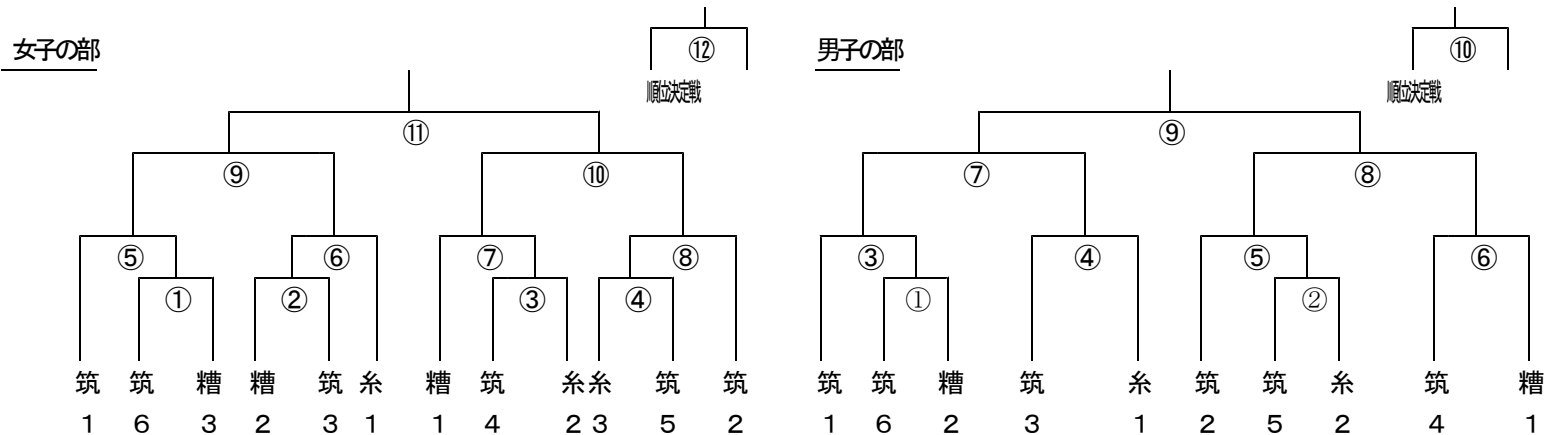 女子の部
⑫
順位決定戦
⑪
⑨ ⑩
⑤ ⑥ ⑦ ⑧
① ② ③ ④
筑 筑 糟 糟 筑 糸 糟 筑 糸 糸 筑 筑
1 6 3 2 3 1 1 4 2 3 5 2
男子の部
⑩
順位決定戦
⑨
⑦ ⑧
③ ④ ⑤ ⑥
① ②
筑 筑 糟 筑 糸 筑 筑 糸 筑 糟
1 6 2 3 1 2 5 2 4 1